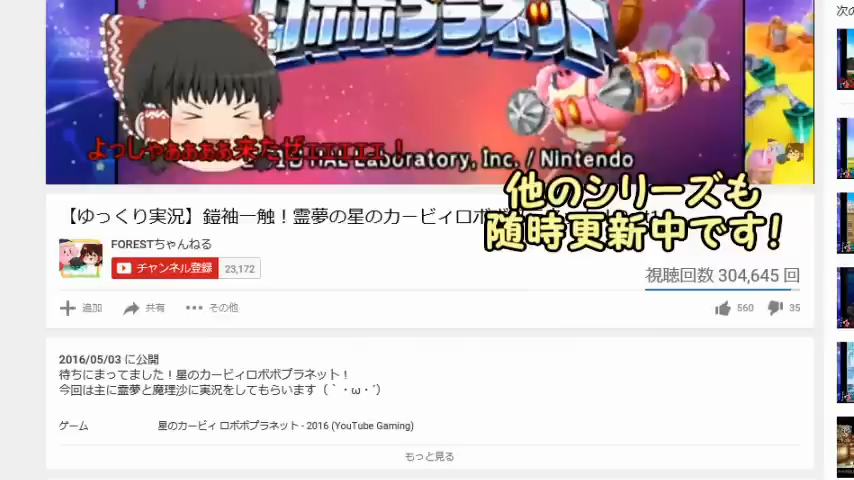 ロボボプラネット
次の
よっしゃぁぁぁぁ来たぜェェェェェ！
HAL Laboratory, Inc. / Nintendo
他のシリーズも
随時更新中です!
【ゆっくり実況】鎧袖一触！霊夢の星のカービィロボ
FORESTちゃんねる
チャンネル登録 23,172
視聴回数 304,645 回
追加 共有 その他 560 35
2016/05/03 に公開
待ちにまってました！星のカービィロボボプラネット！
今回は主に霊夢と魔理沙に実況をしてもらいます（｀・ω・´）
ゲーム 星のカービィ ロボボプラネット - 2016 (YouTube Gaming)
もっと見る